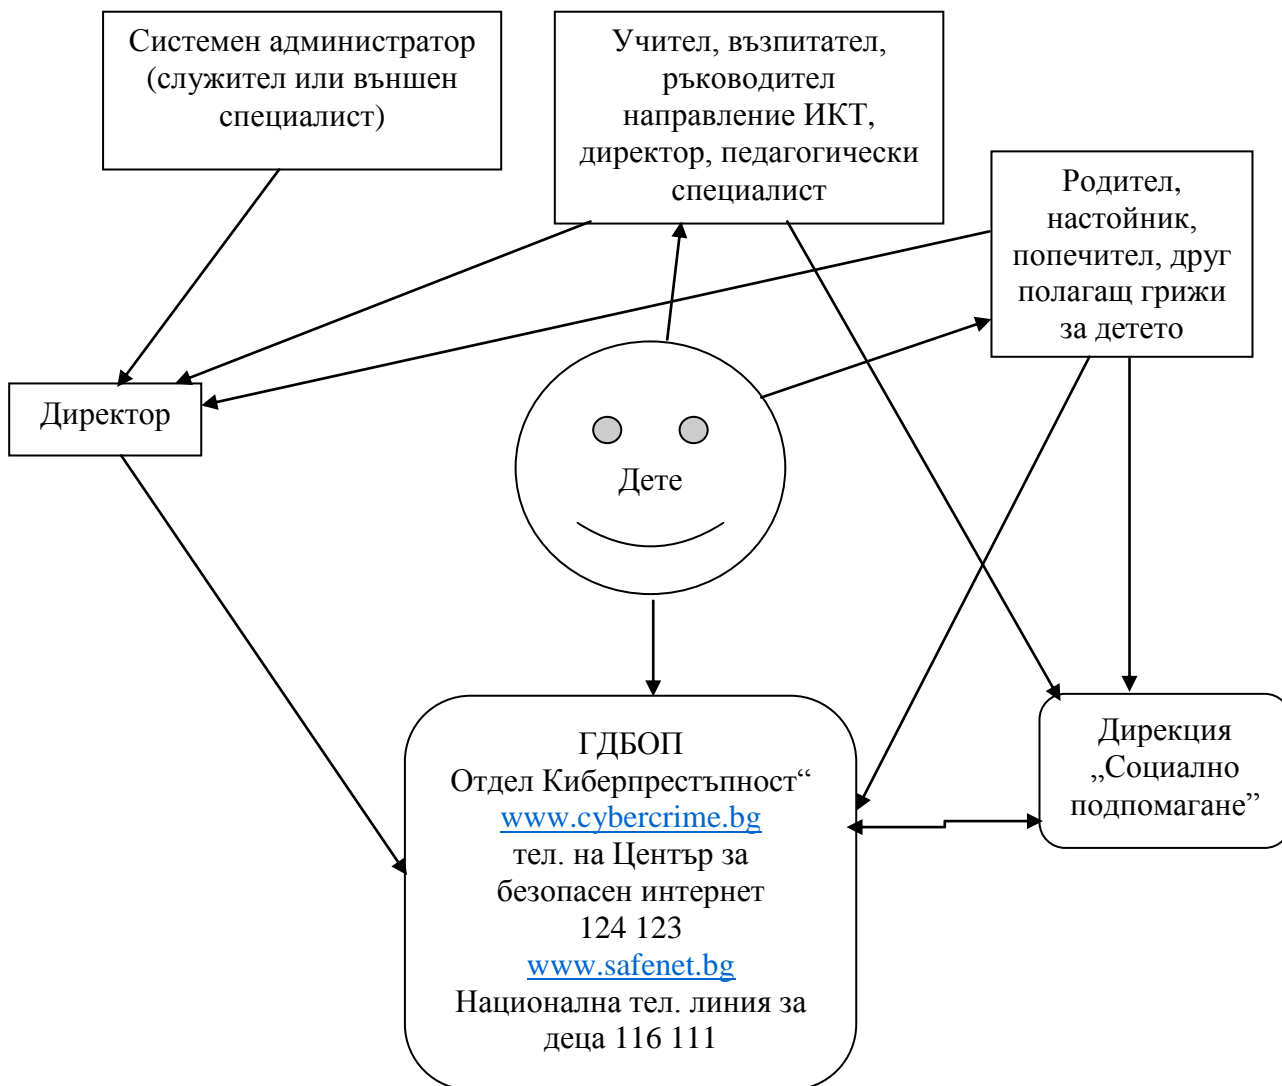 Системен администратор
(служител или външен
специалист)
Учител, възпитател,
ръководител
направление ИКТ,
директор, педагогически
специалист
Родител,
настойник,
попечител, друг
полагащ грижи
за детето
Директор
Дете
ГДБОП
Отдел Киберпрестъпност“
www.cybercrime.bg
тел. на Център за
безопасен интернет
124 123
www.safenet.bg
Национална тел. линия за
деца 116 111
Дирекция
„Социално
подпомагане”